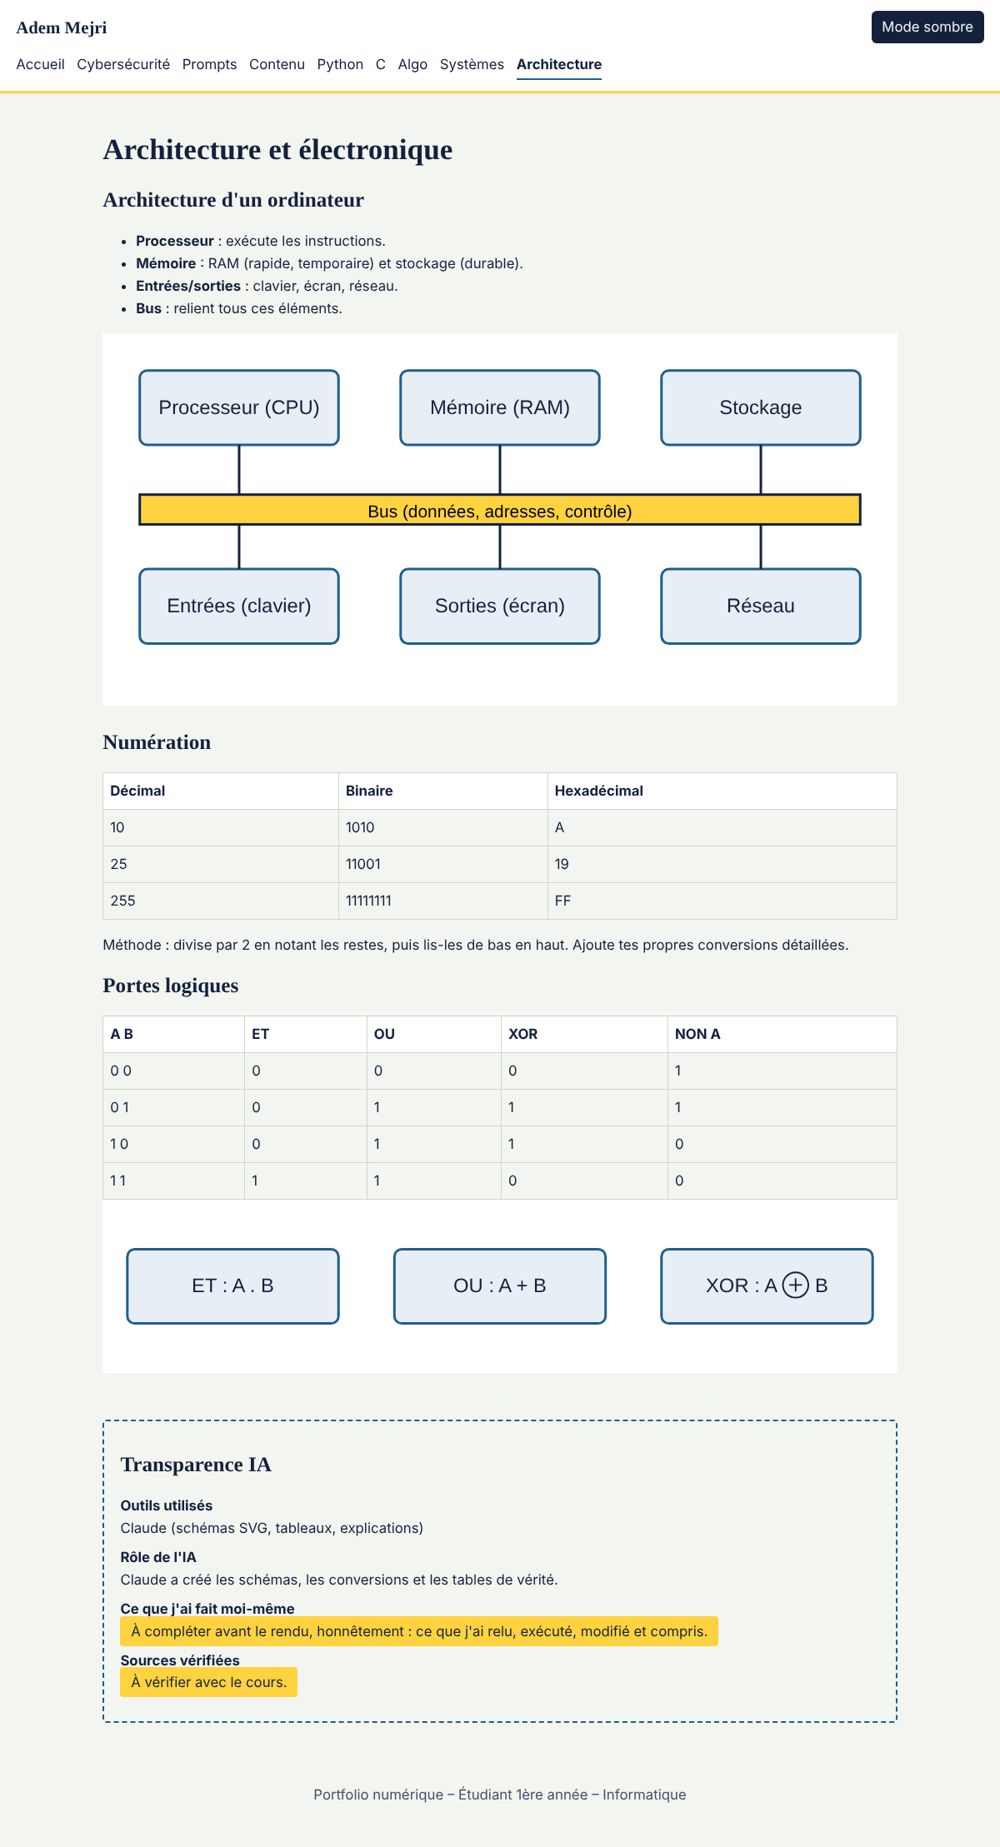 Adem Mejri
Mode sombre
Accueil Cybersécurité Prompts Contenu Python C Algo Systèmes Architecture
Architecture et électronique
Architecture d'un ordinateur
• Processeur : exécute les instructions.
• Mémoire : RAM (rapide, temporaire) et stockage (durable).
• Entrées/sorties : clavier, écran, réseau.
• Bus : relient tous ces éléments.
Processeur (CPU) Mémoire (RAM) Stockage
Bus (données, adresses, contrôle)
Entrées (clavier) Sorties (écran) Réseau
Numération
Décimal Binaire Hexadécimal
10 1010 A
25 11001 19
255 11111111 FF
Méthode : divise par 2 en notant les restes, puis lis-les de bas en haut. Ajoute tes propres conversions détaillées.
Portes logiques
A B ET OU XOR NON A
0 0 0 0 0 1
0 1 0 1 1 1
1 0 0 1 1 0
1 1 1 1 0 0
ET : A . B OU : A + B XOR : A ⊕ B
Transparence IA
Outils utilisés
Claude (schémas SVG, tableaux, explications)
Rôle de l'IA
Claude a créé les schémas, les conversions et les tables de vérité.
Ce que j'ai fait moi-même
À compléter avant le rendu, honnêtement : ce que j'ai relu, exécuté, modifié et compris.
Sources vérifiées
À vérifier avec le cours.
Portfolio numérique – Étudiant 1ère année – Informatique